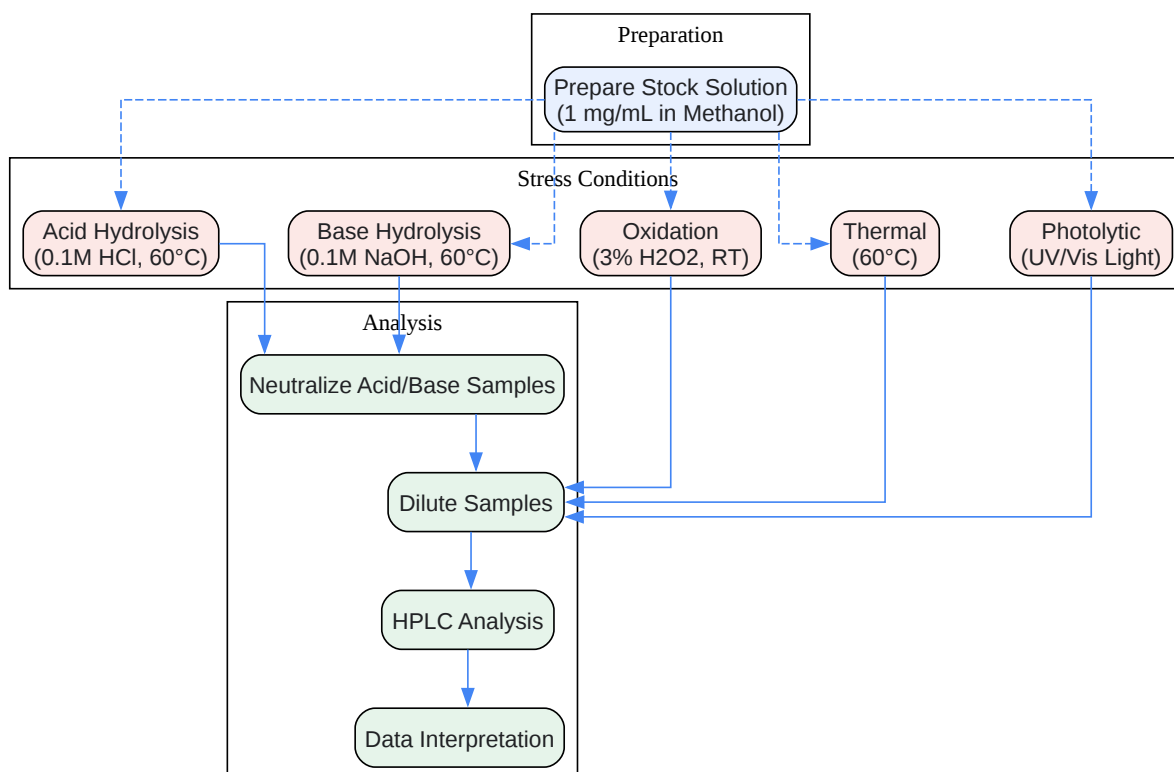 Preparation
Prepare Stock Solution
(1 mg/mL in Methanol)
Stress Conditions
Acid Hydrolysis
(0.1M HCl, 60°C)
Base Hydrolysis
(0.1M NaOH, 60°C)
Oxidation
(3% H2O2, RT)
Thermal
(60°C)
Photolytic
(UV/Vis Light)
Analysis
Neutralize Acid/Base Samples
Dilute Samples
HPLC Analysis
Data Interpretation